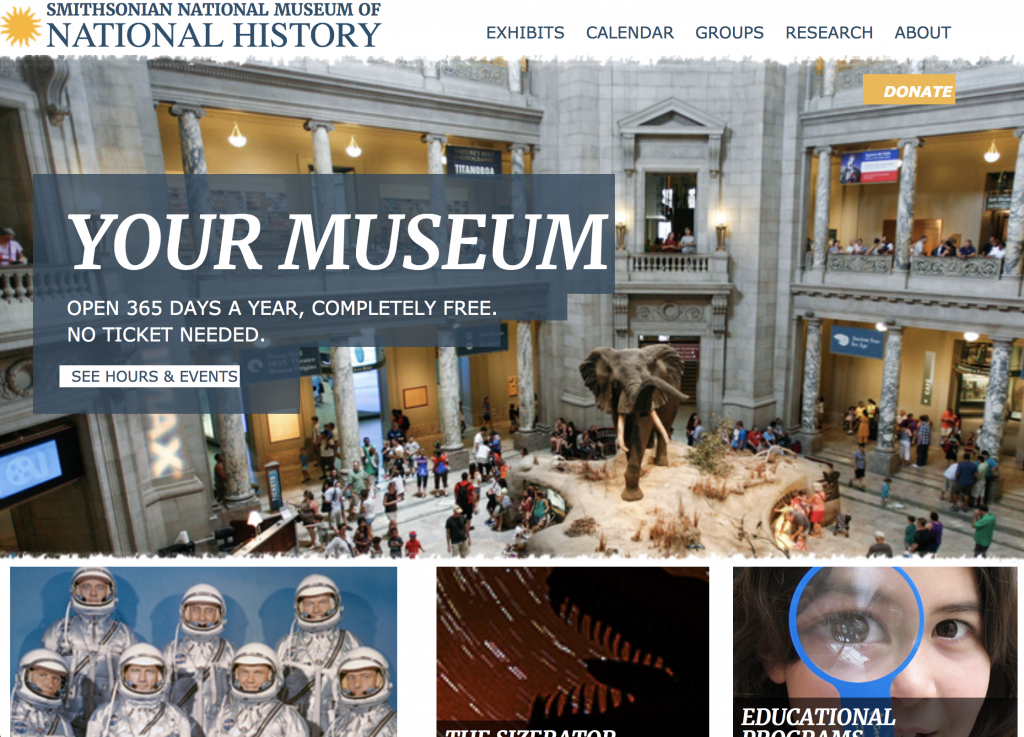 SMITHSONIAN NATIONAL MUSEUM OF
NATIONAL HISTORY
EXHIBITS CALENDAR GROUPS RESEARCH ABOUT
DONATE
TITANOBOA
YOUR MUSEUM
OPEN 365 DAYS A YEAR, COMPLETELY FREE.
NO TICKET NEEDED.
SEE HOURS & EVENTS
THE SIZERATOR
EDUCATIONAL
PROGRAMS